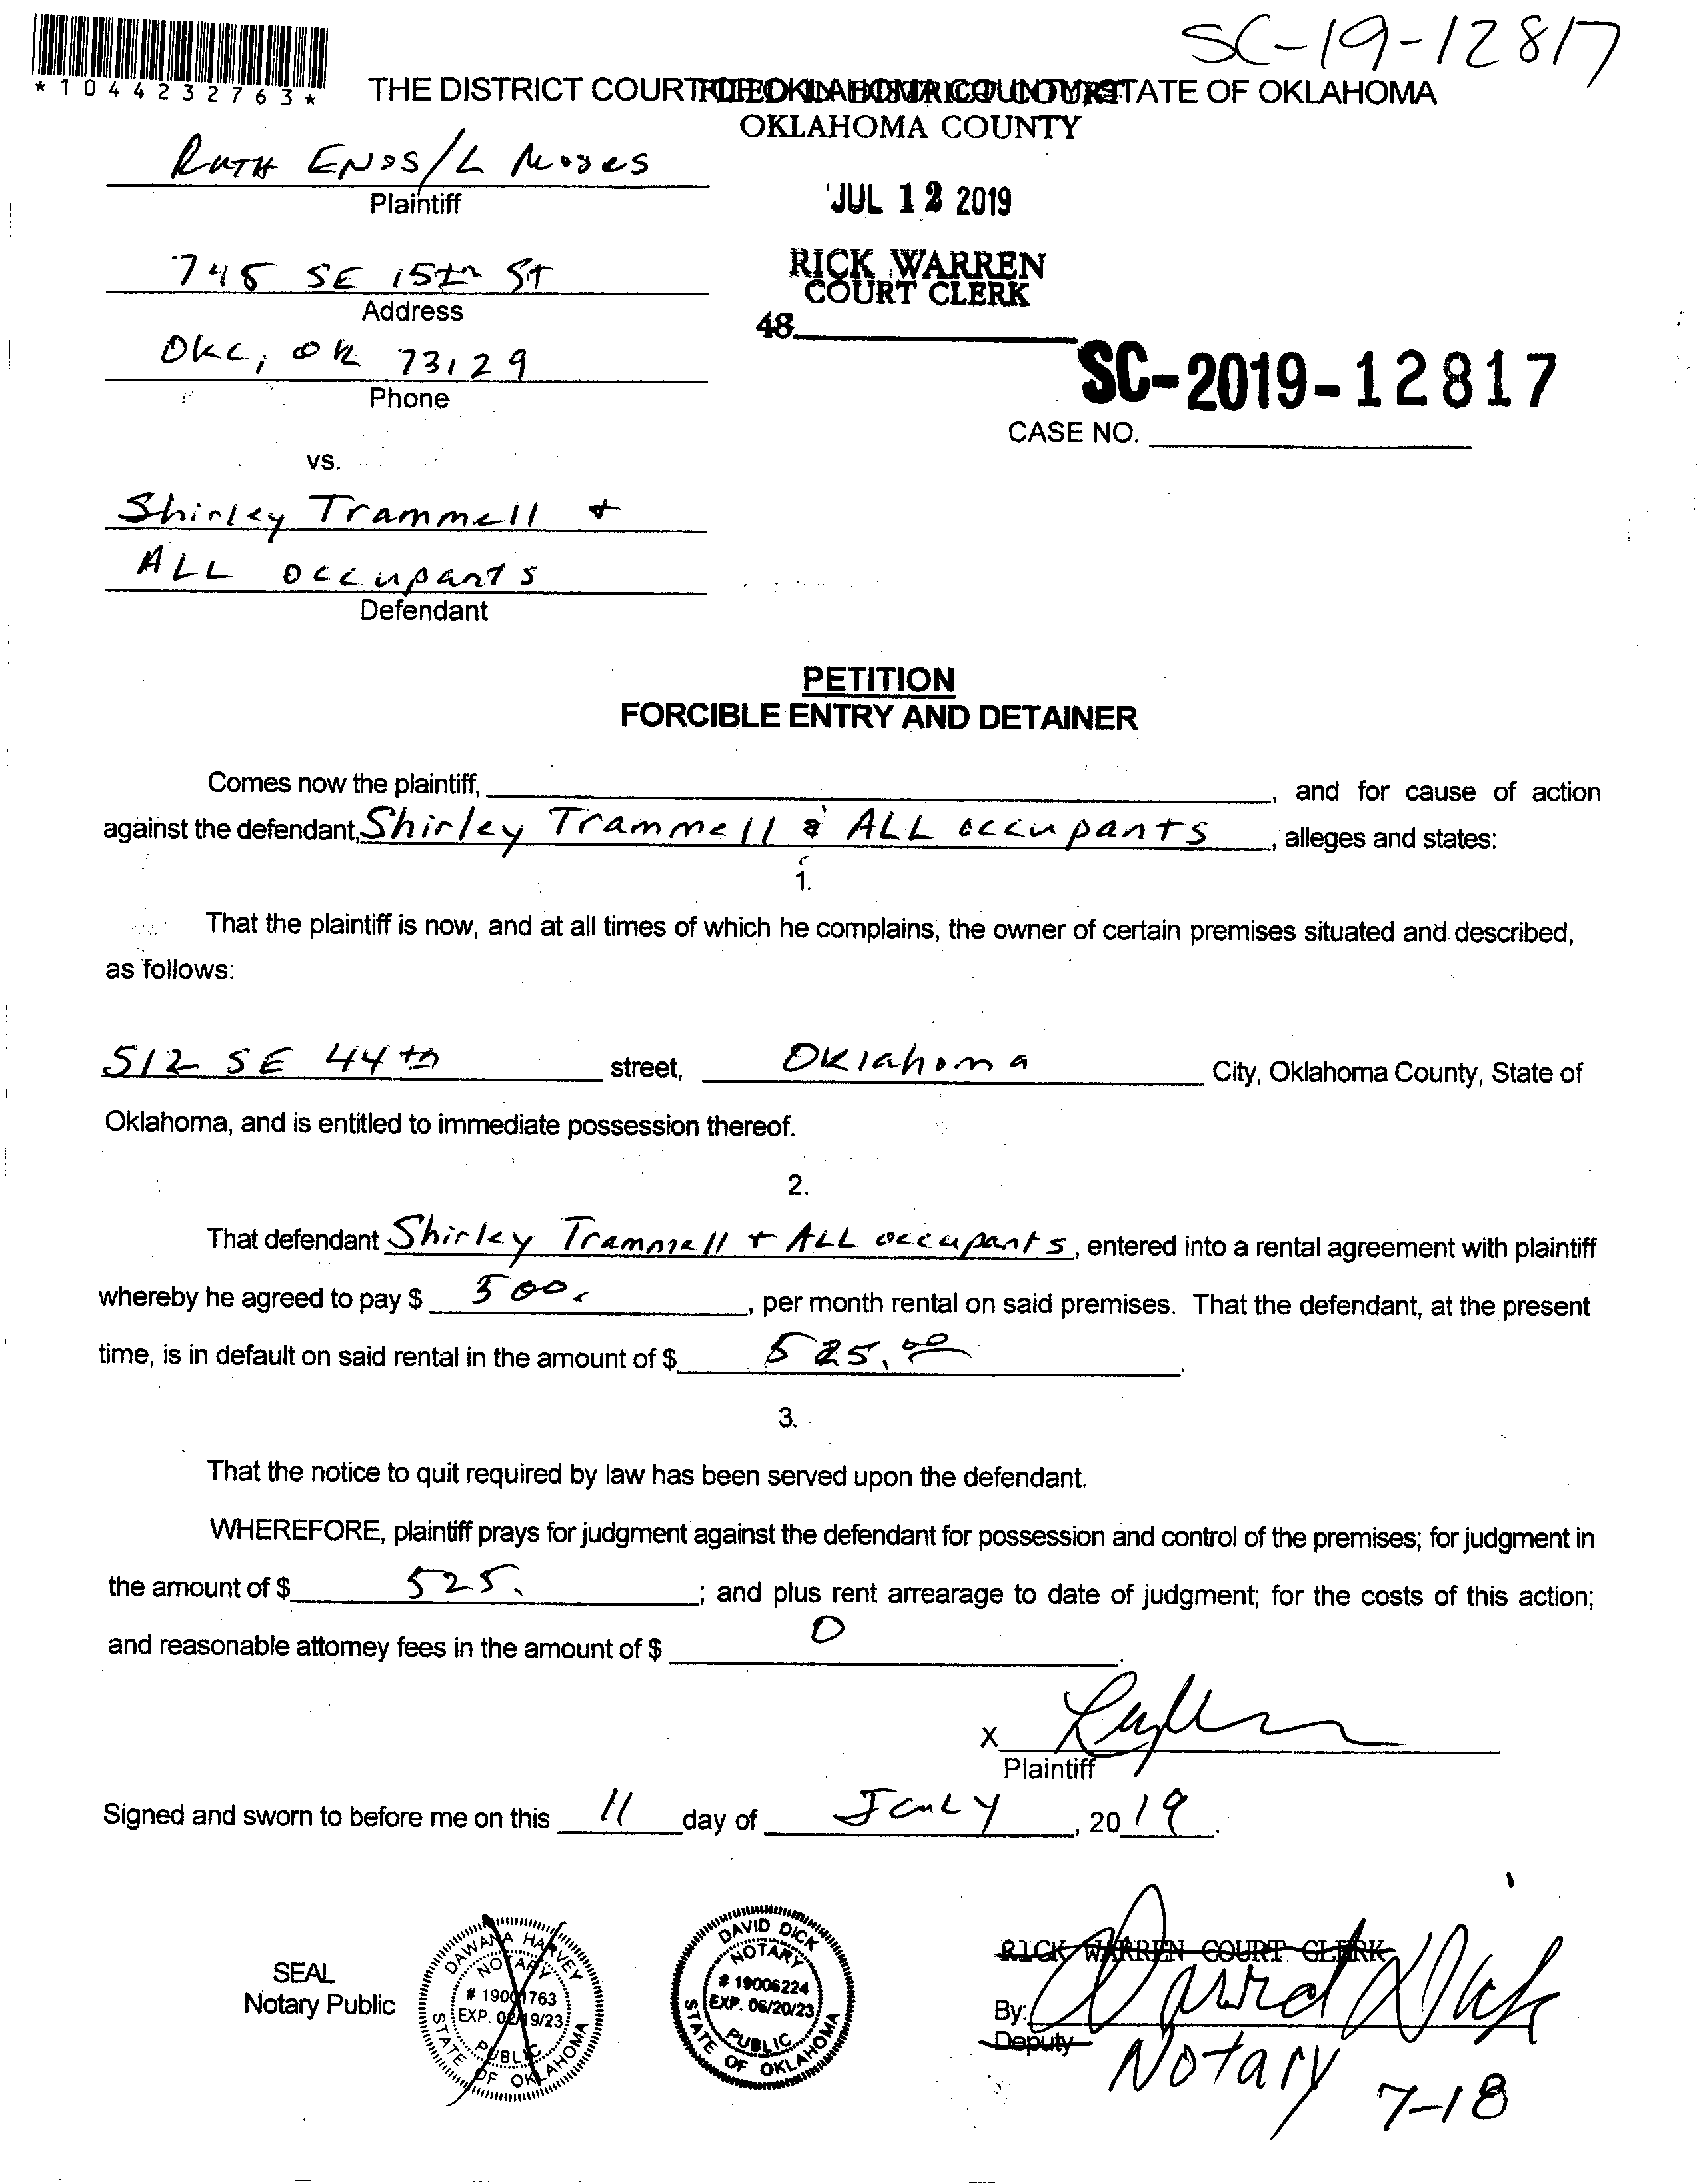 SC-19-12817
*1044232763*
THE DISTRICT COURT OKLAHOMA COUNTY STATE OF OKLAHOMA
FILED IN DISTRICT COURT
OKLAHOMA COUNTY
RUTH ENOS/L Moses
Plaintiff
JUL 12 2019
745 SE 15th ST
Address
RICK WARREN
COURT CLERK
48
OKC, OK 73129
Phone
SC-2019-12817
CASE NO.
vs.
Shirley Trammell +
ALL occupants
Defendant
PETITION
FORCIBLE ENTRY AND DETAINER
Comes now the plaintiff, , and for cause of action
against the defendant, Shirley Trammell & ALL occupants, alleges and states:
1.
That the plaintiff is now, and at all times of which he complains, the owner of certain premises situated and described,
as follows:
512 SE 44th street, Oklahoma City, Oklahoma County, State of
Oklahoma, and is entitled to immediate possession thereof.
2.
That defendant Shirley Trammell + ALL occupants, entered into a rental agreement with plaintiff
whereby he agreed to pay $ 500. , per month rental on said premises. That the defendant, at the present
time, is in default on said rental in the amount of $ 525.00.
3.
That the notice to quit required by law has been served upon the defendant.
WHEREFORE, plaintiff prays for judgment against the defendant for possession and control of the premises; for judgment in
the amount of $ 525. ; and plus rent arrearage to date of judgment; for the costs of this action;
and reasonable attorney fees in the amount of $ 0.
X
Plaintiff
Signed and sworn to before me on this 11 day of July, 2019.
SEAL
Notary Public
DAWANA HARVEY
NOTARY
# 19001763
EXP. 02/19/23
PUBLIC
STATE OF OKLAHOMA
DAVID DICK
NOTARY
# 19006224
EXP. 06/20/23
PUBLIC
STATE OF OKLAHOMA
RICK WARREN COURT CLERK
By: David Dick
Deputy
Notary
7-18